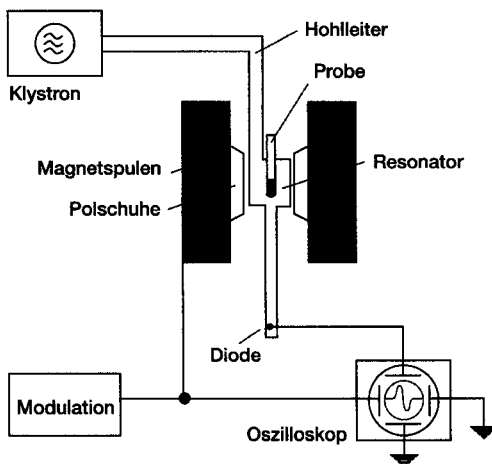 Hohlleiter
Probe
Klystron
Magnetspulen
Resonator
Polschuhe
Diode
Modulation
Oszilloskop